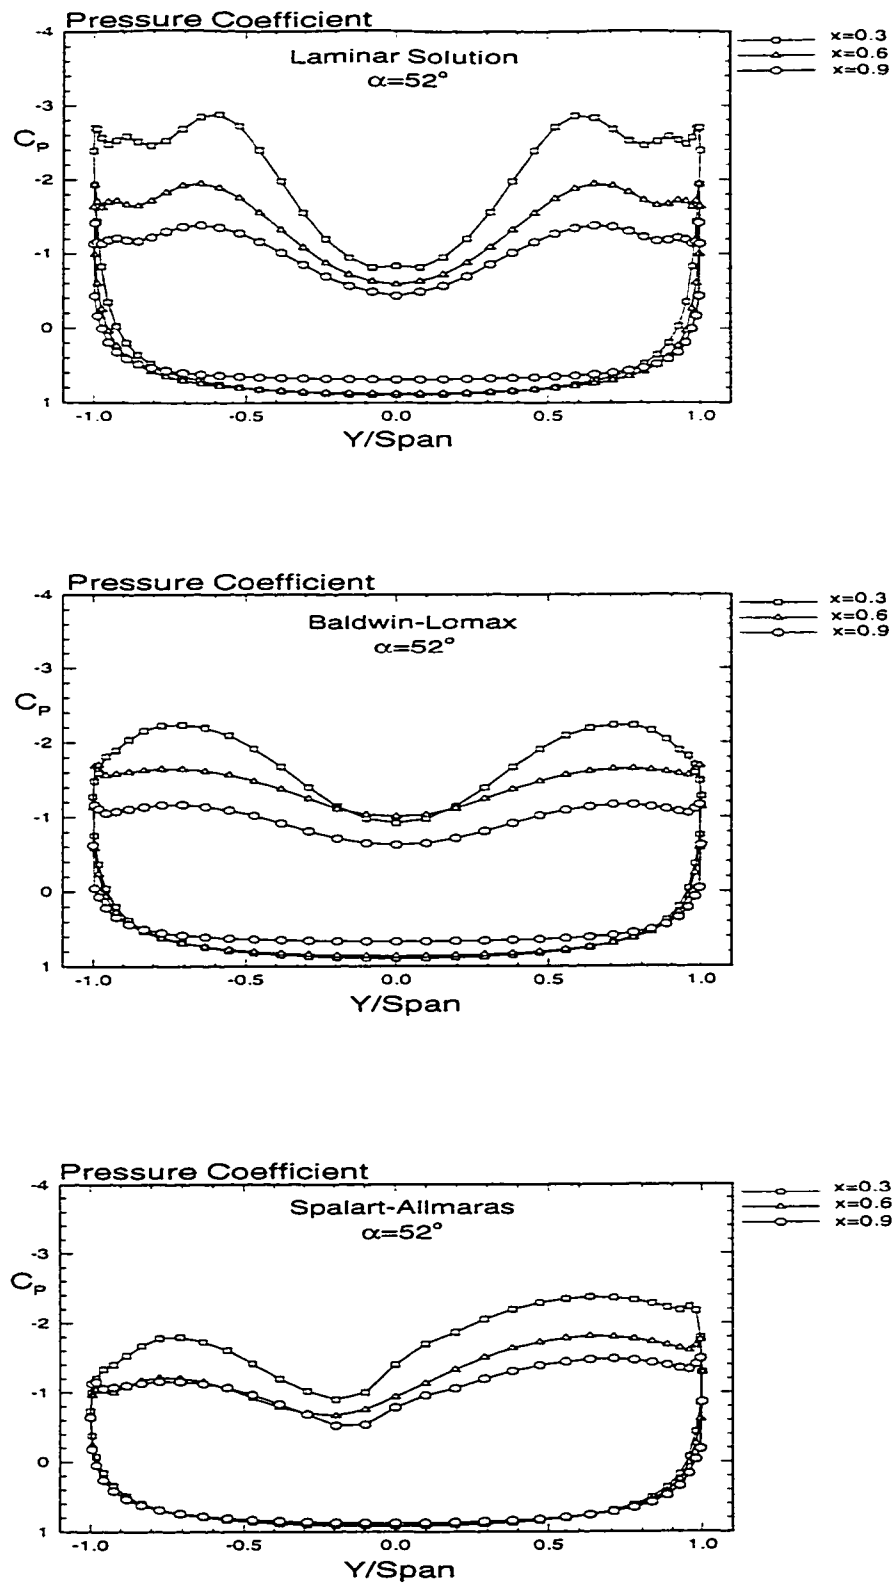 Pressure Coefficient
-4
Laminar Solution
α=52°
x=0.3
x=0.6
x=0.9
-3
C_P
-2
-1
0
1
-1.0 -0.5 0.0 0.5 1.0
Y/Span
Pressure Coefficient
-4
Baldwin-Lomax
α=52°
x=0.3
x=0.6
x=0.9
-3
C_P
-2
-1
0
1
-1.0 -0.5 0.0 0.5 1.0
Y/Span
Pressure Coefficient
-4
Spalart-Allmaras
α=52°
x=0.3
x=0.6
x=0.9
-3
C_P
-2
-1
0
1
-1.0 -0.5 0.0 0.5 1.0
Y/Span